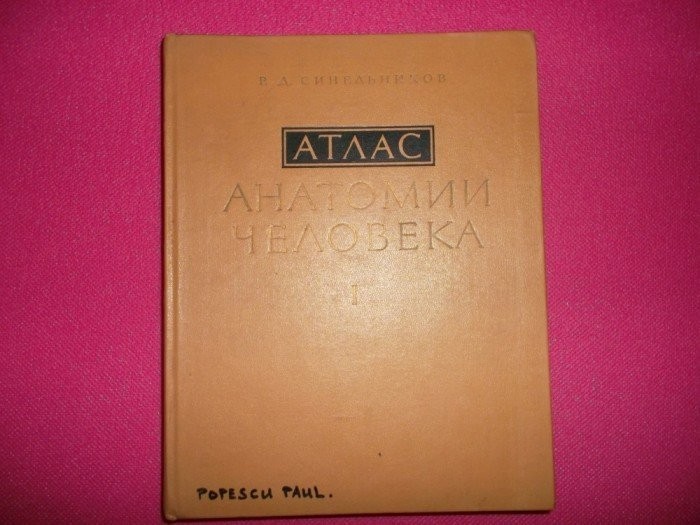 Р. Д. СИНЕЛЬНИКОВ
АТЛАС
АНАТОМИИ
ЧЕЛОВЕКА
I
POPESCU PAUL.